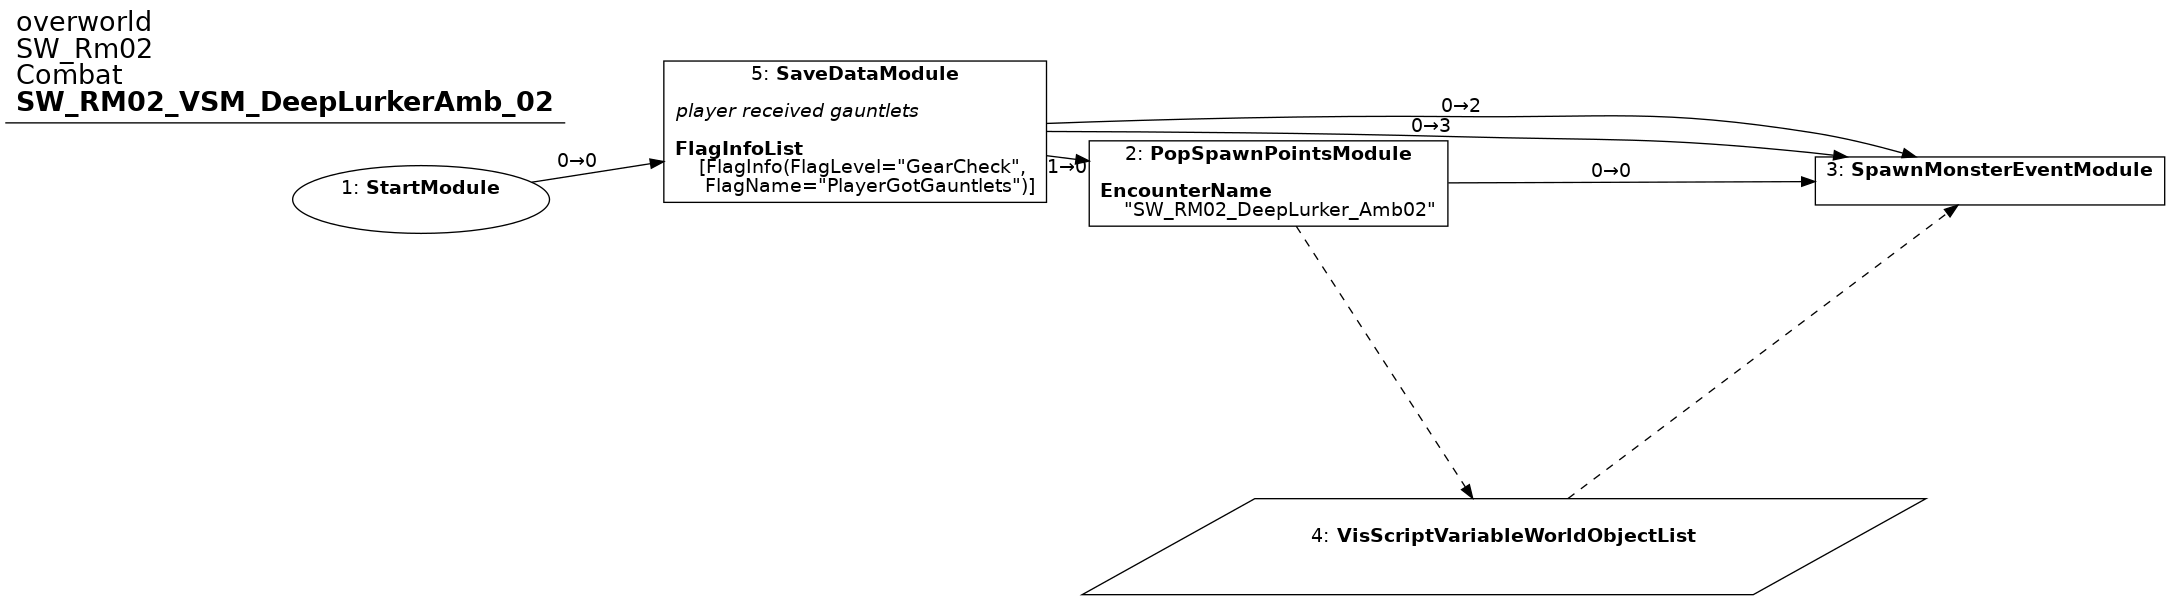 overworld
SW_Rm02
Combat
SW_RM02_VSM_DeepLurkerAmb_02
1: StartModule
0→0
5: SaveDataModule
player received gauntlets
FlagInfoList
[FlagInfo(FlagLevel="GearCheck",
FlagName="PlayerGotGauntlets")]
0→2
0→3
1→0
2: PopSpawnPointsModule
EncounterName
"SW_RM02_DeepLurker_Amb02"
0→0
3: SpawnMonsterEventModule
4: VisScriptVariableWorldObjectList